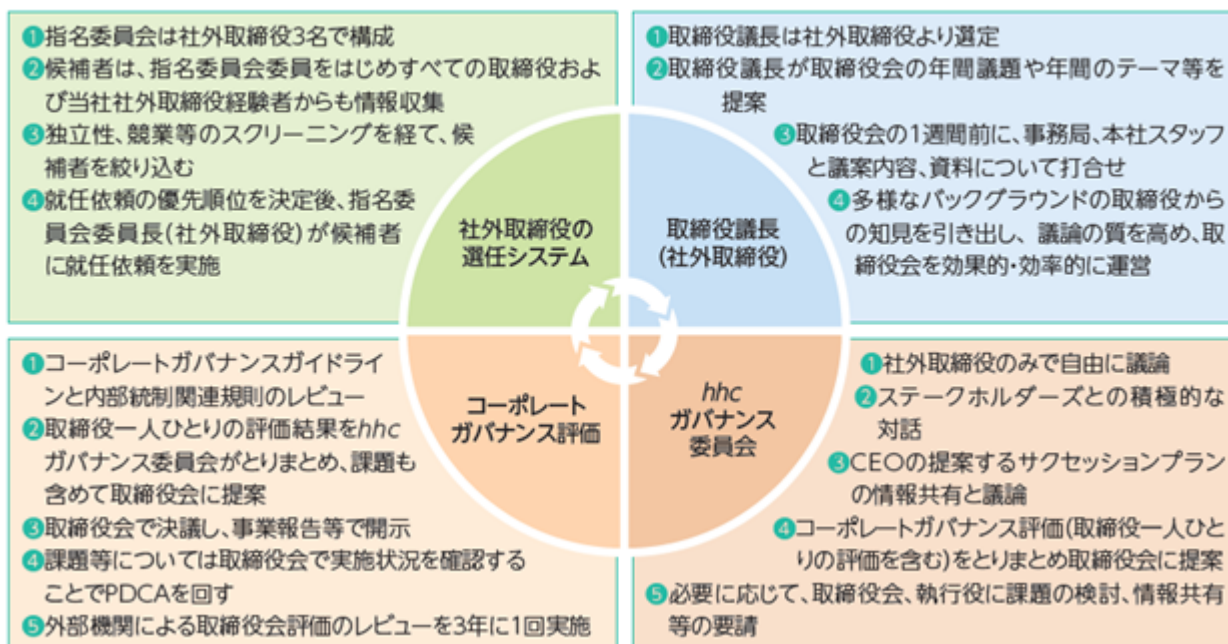 ❶指名委員会は社外取締役3名で構成
❷候補者は、指名委員会委員をはじめすべての取締役およ
び当社社外取締役経験者からも情報収集
❸独立性、競業等のスクリーニングを経て、候
補者を絞り込む
❹就任依頼の優先順位を決定後、指名委
員会委員長(社外取締役)が候補者
に就任依頼を実施
社外取締役の
選任システム
❶取締役議長は社外取締役より選定
❷取締役議長が取締役会の年間議題や年間のテーマ等を
提案
❸取締役会の1週間前に、事務局、本社スタッフ
と議案内容、資料について打合せ
❹多様なバックグラウンドの取締役から
の知見を引き出し、議論の質を高め、取
締役会を効果的・効率的に運営
取締役議長
(社外取締役)
❶コーポレートガバナンスガイドライ
ンと内部統制関連規則のレビュー
❷取締役一人ひとりの評価結果をhhc
ガバナンス委員会がとりまとめ、課題も
含めて取締役会に提案
❸取締役会で決議し、事業報告等で開示
❹課題等については取締役会で実施状況を確認する
ことでPDCAを回す
❺外部機関による取締役会評価のレビューを3年に1回実施
コーポレート
ガバナンス評価
hhc
ガバナンス
委員会
❶社外取締役のみで自由に議論
❷ステークホルダーズとの積極的な
対話
❸CEOの提案するサクセッションプラン
の情報共有と議論
❹コーポレートガバナンス評価(取締役一人ひと
りの評価を含む)をとりまとめ取締役会に提案
❺必要に応じて、取締役会、執行役に課題の検討、情報共有
等の要請